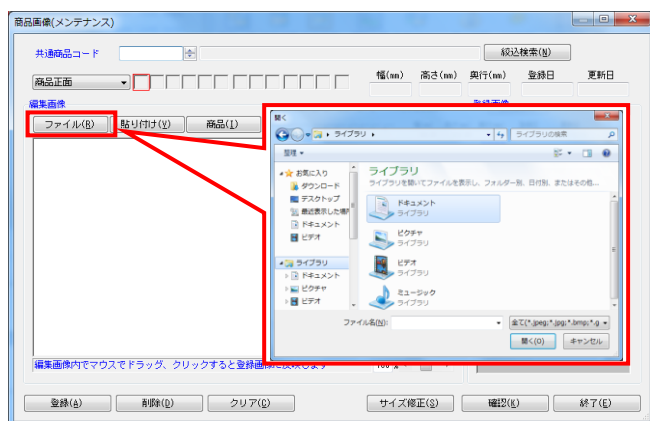 商品画像(メンテナンス)
共通商品コード
絞込検索(N)
商品正面
幅(mm) 高さ(mm) 奥行(mm) 登録日 更新日
編集画像
ファイル(R) 貼り付け(V) 商品(I)
開く
ライブラリ
ライブラリの検索
整理
お気に入り
ダウンロード
デスクトップ
最近表示した場所
ドキュメント
ビデオ
ライブラリ
ドキュメント
ピクチャ
ビデオ
ライブラリ
ライブラリを開いてファイルを表示し、フォルダー別、日付別、またはその他...
ドキュメント
ライブラリ
ピクチャ
ライブラリ
ビデオ
ライブラリ
ミュージック
ライブラリ
ファイル名(N):
全て(*.jpeg;*.jpg;*.bmp;*.g
開く(O) キャンセル
編集画像内でマウスでドラッグ、クリックすると登録画像に反映します
100 %
登録(A) 削除(D) クリア(C) サイズ修正(S) 確認(K) 終了(E)